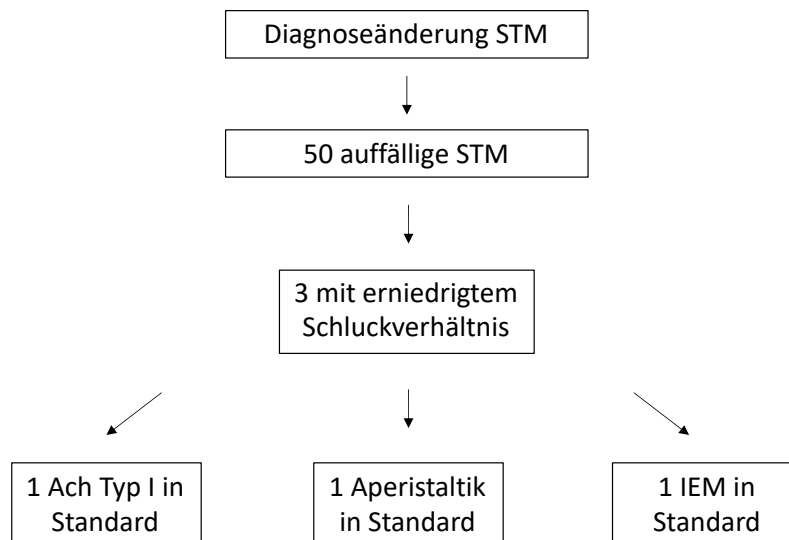 Diagnoseänderung STM
50 auffällige STM
3 mit erniedrigtem
Schluckverhältnis
1 Ach Typ I in
Standard
1 Aperistaltik
in Standard
1 IEM in
Standard